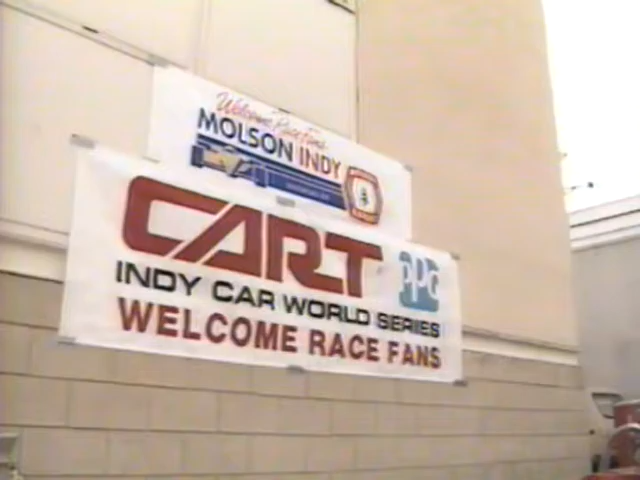 Welcome Race Fans
MOLSON INDY
CART
PPG
INDY CAR WORLD SERIES
WELCOME RACE FANS